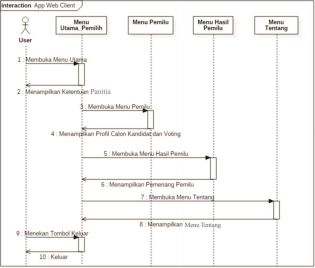 interaction App Web Client
User
Menu
Utama_Pemilih
Menu Pemilu
Menu Hasil
Pemilu
Menu
Tentang
1 : Membuka Menu Utama
2 : Menampilkan Ketentuan Panitia
3 : Membuka Menu Pemilu
4 : Menampilkan Profil Calon Kandidat dan Voting
5 : Membuka Menu Hasil Pemilu
6 : Menampilkan Pemenang Pemilu
7 : Membuka Menu Tentang
8 : Menampilkan Menu Tentang
9 : Menekan Tombol Keluar
10 : Keluar